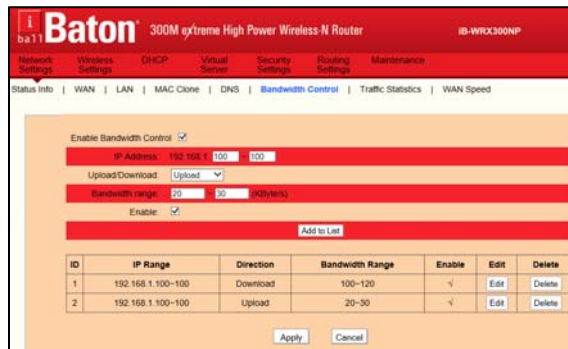 i ball Baton 300M extreme High Power Wireless-N Router iB-WRX300NP
Network Settings Wireless Settings DHCP Virtual Server Security Settings Routing Settings Maintenance
Status Info | WAN | LAN | MAC Clone | DNS | Bandwidth Control | Traffic Statistics | WAN Speed
Enable Bandwidth Control
IP Address: 192.168.1. 100 ~ 100
Upload/Download: Upload
Bandwidth range: 20 ~ 30 (KByte/s)
Enable:
Add to List
ID IP Range Direction Bandwidth Range Enable Edit Delete
1 192.168.1.100~100 Download 100~120 √ Edit Delete
2 192.168.1.100~100 Upload 20~30 √ Edit Delete
Apply Cancel